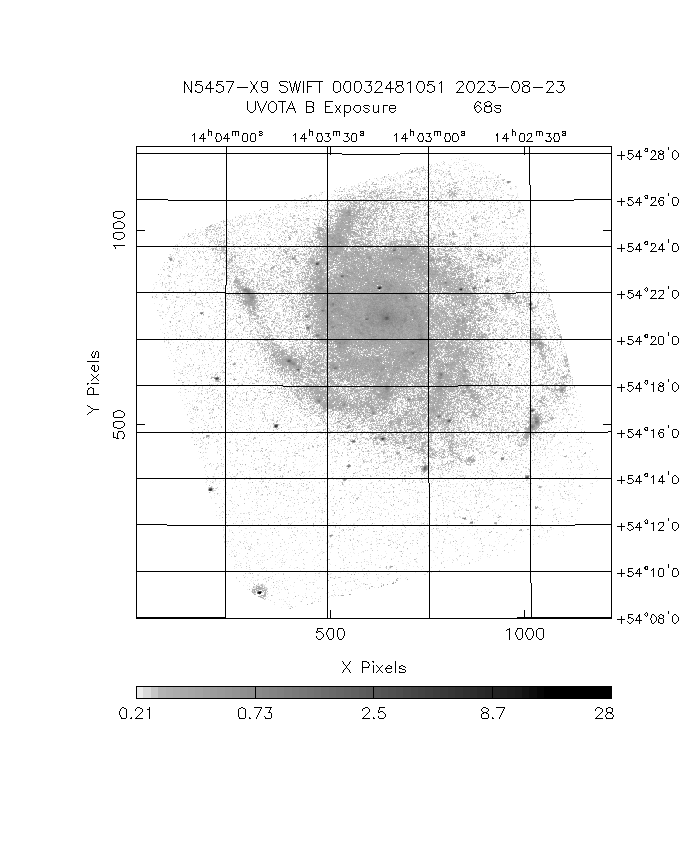 N5457-X9 SWIFT 00032481051 2023-08-23
UVOTA B Exposure 68s
14ʰ04ᵐ00ˢ 14ʰ03ᵐ30ˢ 14ʰ03ᵐ00ˢ 14ʰ02ᵐ30ˢ
+54°28'0
+54°26'0
1000
+54°24'0
+54°22'0
+54°20'0
Y Pixels
+54°18'0
500
+54°16'0
+54°14'0
+54°12'0
+54°10'0
+54°08'0
500 1000
X Pixels
0.21 0.73 2.5 8.7 28